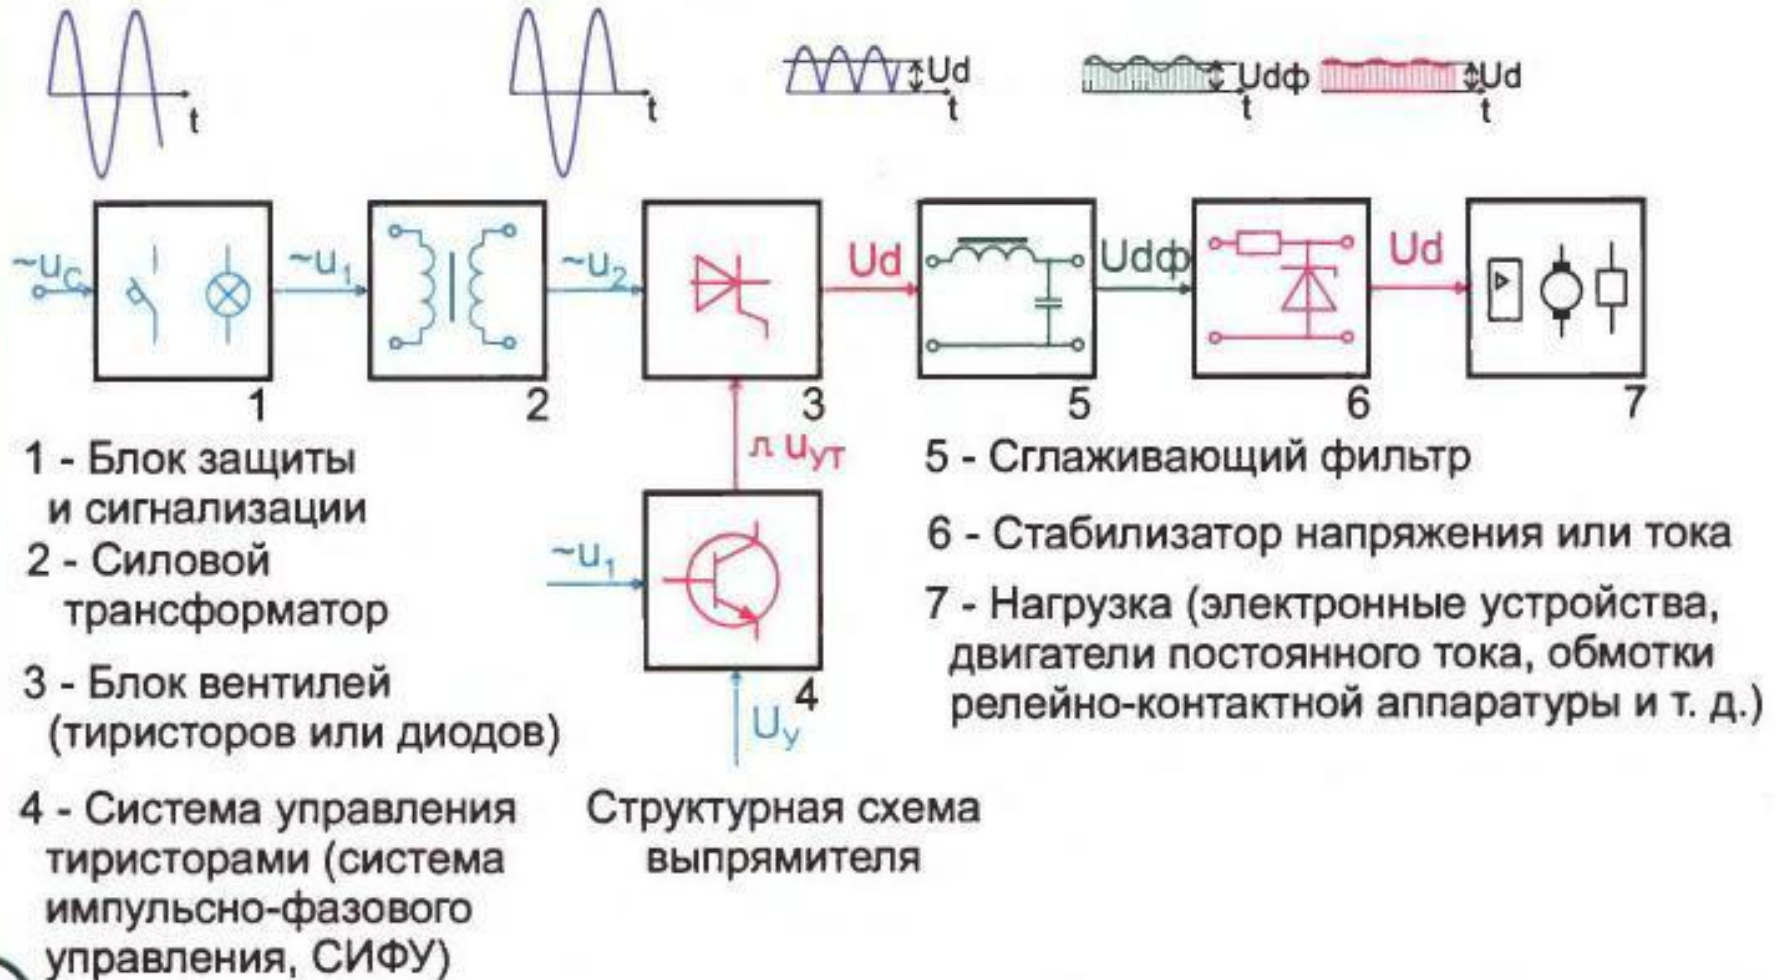 t
t
Ud
t
Udф
t
Ud
t
~uc
~u1
~u2
Ud
Udф
Ud
1
2
3
5
6
7
л uут
~u1
4
Uу
1 - Блок защиты
и сигнализации
2 - Силовой
трансформатор
3 - Блок вентилей
(тиристоров или диодов)
4 - Система управления
тиристорами (система
импульсно-фазового
управления, СИФУ)
Структурная схема
выпрямителя
5 - Сглаживающий фильтр
6 - Стабилизатор напряжения или тока
7 - Нагрузка (электронные устройства,
двигатели постоянного тока, обмотки
релейно-контактной аппаратуры и т. д.)